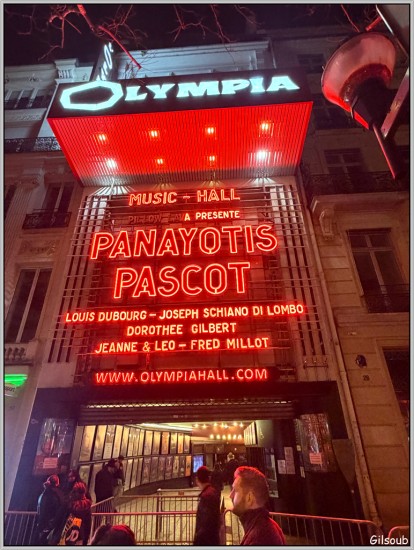 OLYMPIA
MUSIC - HALL
A PRESENTE
PANAYOTIS
PASCOT
LOUIS DUBOURG - JOSEPH SCHIANO DI LOMBO
DOROTHEE GILBERT
JEANNE & LEO - FRED MILLOT
WWW.OLYMPIAHALL.COM
Gilsoub